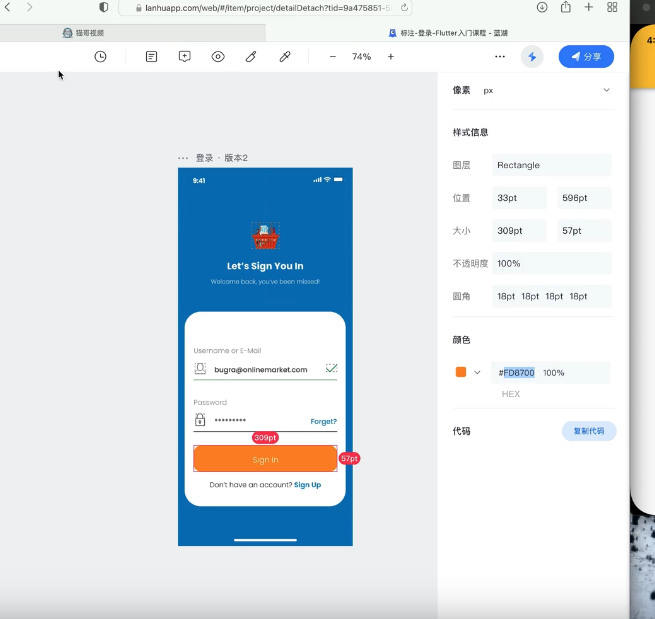 lanhuapp.com/web/#/item/project/detailDetach?tid=9a475851-5
猫哥视频
标注-登录-Flutter入门课程 - 蓝湖
74%
分享
像素 px
样式信息
图层 Rectangle
位置 33pt 596pt
大小 309pt 57pt
不透明度 100%
圆角 18pt 18pt 18pt 18pt
颜色
#FD8700 100%
HEX
代码 复制代码
登录 · 版本2
9:41
Let's Sign You In
Welcome back, you've been missed!
Username or E-Mail
bugra@onlinemarket.com
Password
Forget?
309pt
Sign In
57pt
Don't have an account? Sign Up